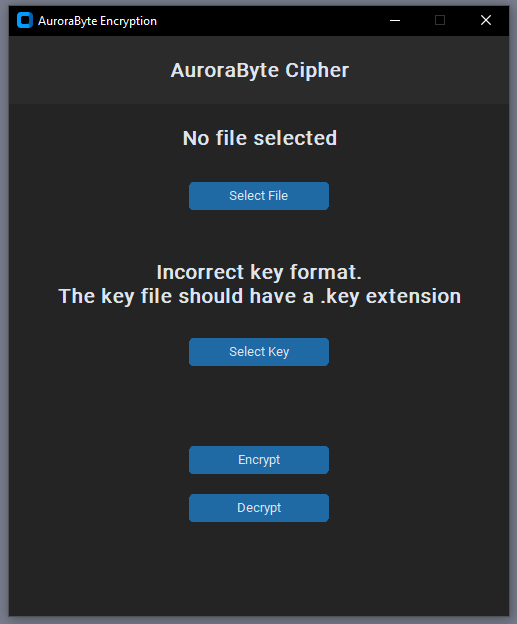 AuroraByte Encryption
AuroraByte Cipher
No file selected
Select File
Incorrect key format.
The key file should have a .key extension
Select Key
Encrypt
Decrypt